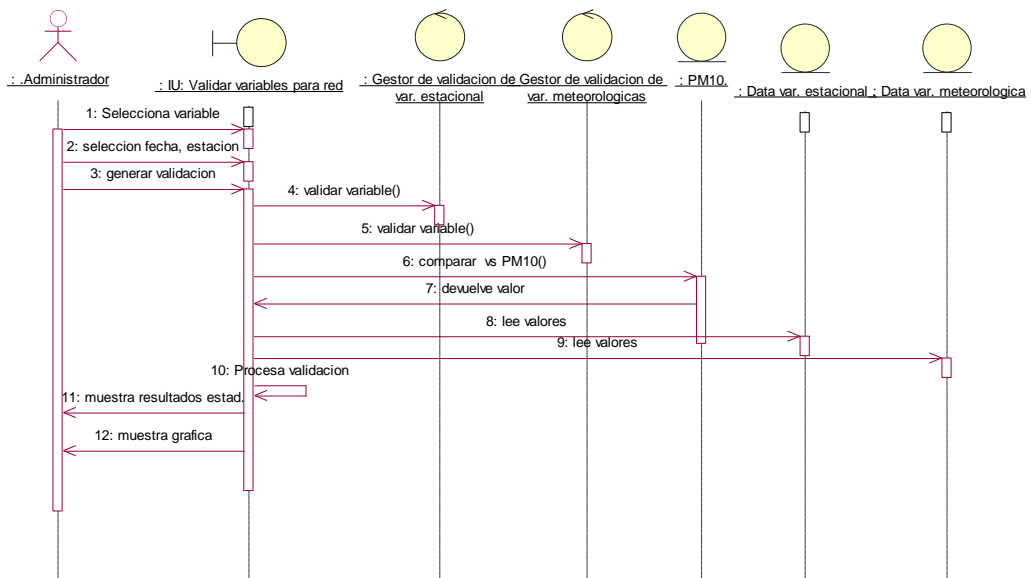 : .Administrador
: IU: Validar variables para red
: Gestor de validacion de
var. estacional
Gestor de validacion de
var. meteorologicas
: PM10.
: Data var. estacional
: Data var. meteorologica
1: Selecciona variable
2: seleccion fecha, estacion
3: generar validacion
4: validar variable()
5: validar variable()
6: comparar vs PM10()
7: devuelve valor
8: lee valores
9: lee valores
10: Procesa validacion
11: muestra resultados estad.
12: muestra grafica